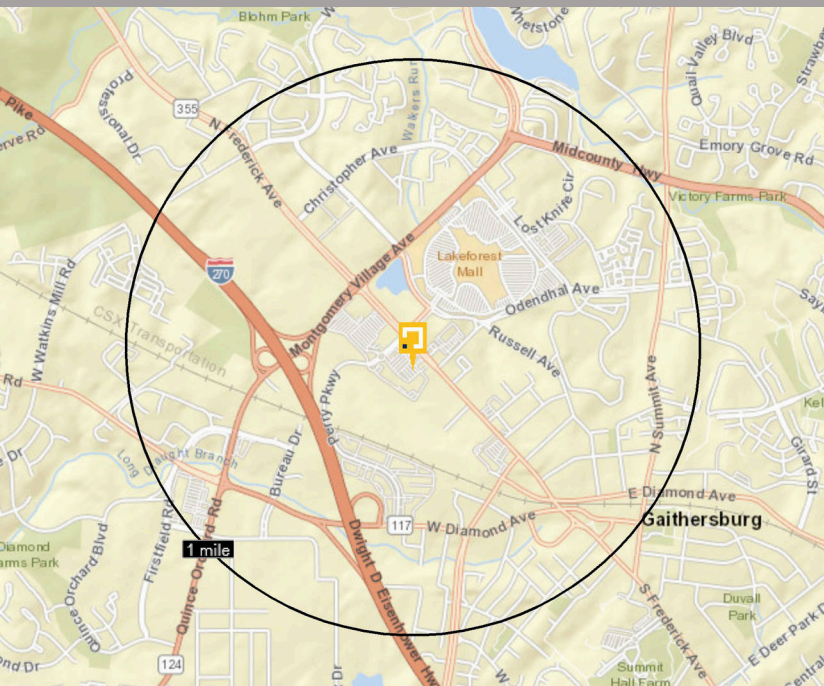 Blohm Park
Whetstone
Quail Valley Blvd
Pike
Professional Dr
355
N Frederick Ave
Walkers Run
Christopher Ave
Midcounty Hwy
Emory Grove Rd
Victory Farms Park
Lost Knife Cir
270
Montgomery Village Ave
Lakeforest
Mall
W Watkins Mill Rd
CSX Transportation
Odendhal Ave
Russell Ave
Rd
Perry Pkwy
N Summit Ave
Girard St
Long Draught Branch
Bureau Dr
E Diamond Ave
117
W Diamond Ave
Gaithersburg
Firstfield Rd
1 mile
Diamond
Quince Orchard Blvd
Quince Orchard Rd
Dwight D Eisenhower Hwy
S Frederick Ave
Duvall
Park
E Deer Park D
124
Dr
Summit
Hall Farm
Central